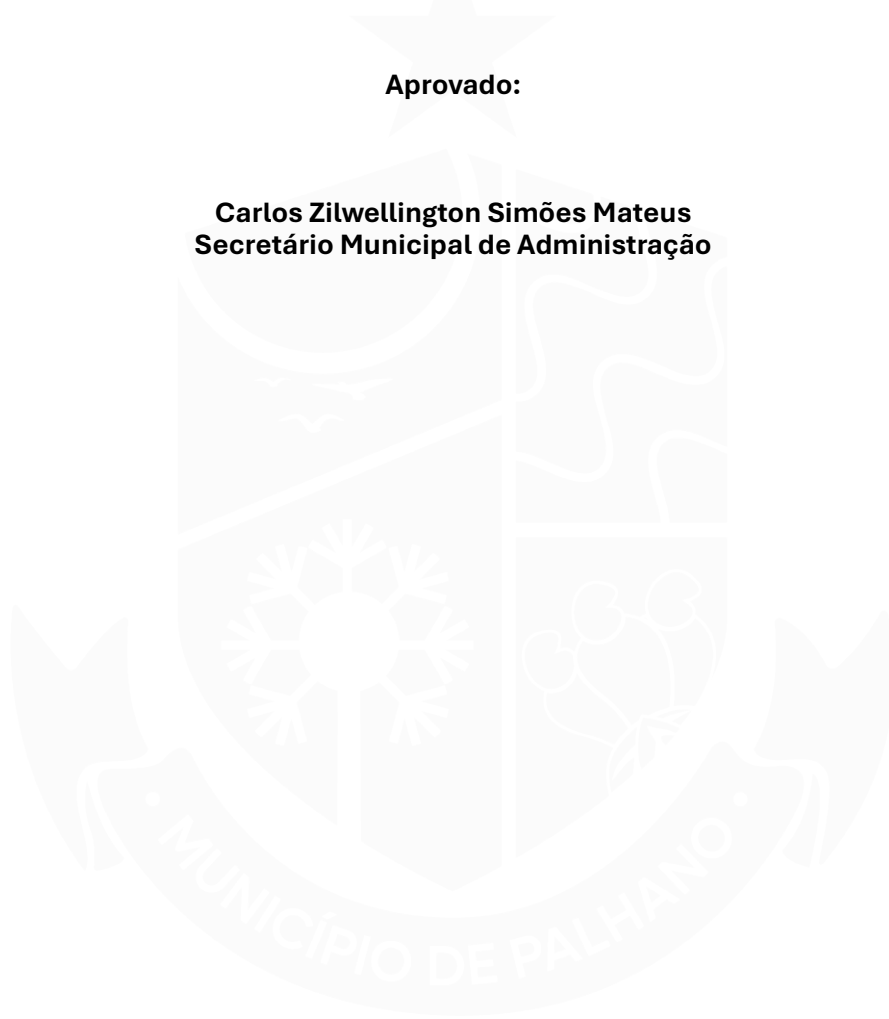 Aprovado:
Carlos Zilwellington Simões Mateus
Secretário Municipal de Administração
MUNICÍPIO DE PALHANO